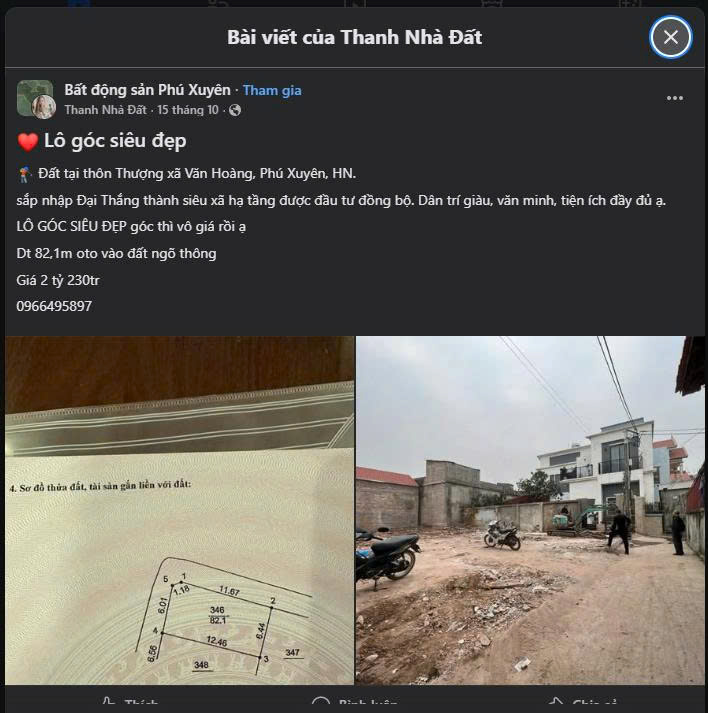 Bài viết của Thanh Nhà Đất
Bất động sản Phú Xuyên · Tham gia
Thanh Nhà Đất · 15 tháng 10 ·
❤️ Lô góc siêu đẹp
Đất tại thôn Thượng xã Văn Hoàng, Phú Xuyên, HN.
sắp nhập Đại Thắng thành siêu xã hạ tầng được đầu tư đồng bộ. Dân trí giàu, văn minh, tiện ích đầy đủ ạ.
LÔ GÓC SIÊU ĐẸP góc thì vô giá rồi ạ
Dt 82,1m oto vào đất ngõ thông
Giá 2 tỷ 230tr
0966495897
4. Sơ đồ thửa đất, tài sản gắn liền với đất:
5
1
1.18
11.67
2
6.01
346
82.1
6.44
4
12.46
3
6.56
348
347
Thích
Bình luận
Chia sẻ